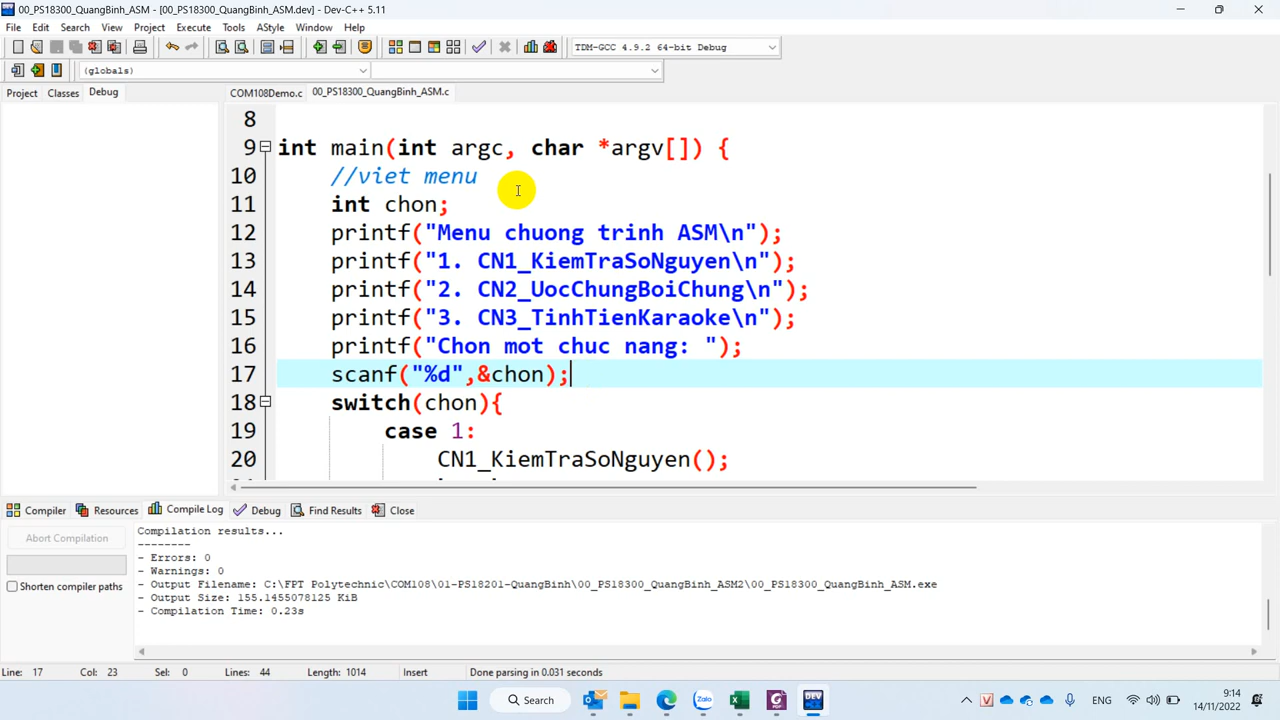 00_PS18300_QuangBinh_ASM - [00_PS18300_QuangBinh_ASM.dev] - Dev-C++ 5.11
File Edit Search View Project Execute Tools AStyle Window Help
TDM-GCC 4.9.2 64-bit Debug
(globals)
Project Classes Debug
COM108Demo.c 00_PS18300_QuangBinh_ASM.c
8
9 int main(int argc, char *argv[]) {
10 //viet menu
11 int chon;
12 printf("Menu chuong trinh ASM\n");
13 printf("1. CN1_KiemTraSoNguyen\n");
14 printf("2. CN2_UocChungBoiChung\n");
15 printf("3. CN3_TinhTienKaraoke\n");
16 printf("Chon mot chuc nang: ");
17 scanf("%d",&chon);
18 switch(chon){
19 case 1:
20 CN1_KiemTraSoNguyen();
Compiler Resources Compile Log Debug Find Results Close
Abort Compilation
Shorten compiler paths
Compilation results...
--------
- Errors: 0
- Warnings: 0
- Output Filename: C:\FPT Polytechnic\COM108\01-PS18201-QuangBinh\00_PS18300_QuangBinh_ASM2\00_PS18300_QuangBinh_ASM.exe
- Output Size: 155.1455078125 KiB
- Compilation Time: 0.23s
Line: 17 Col: 23 Sel: 0 Lines: 44 Length: 1014 Insert Done parsing in 0.031 seconds
Search
Zalo
PDF
DEV
ENG
9:14
14/11/2022